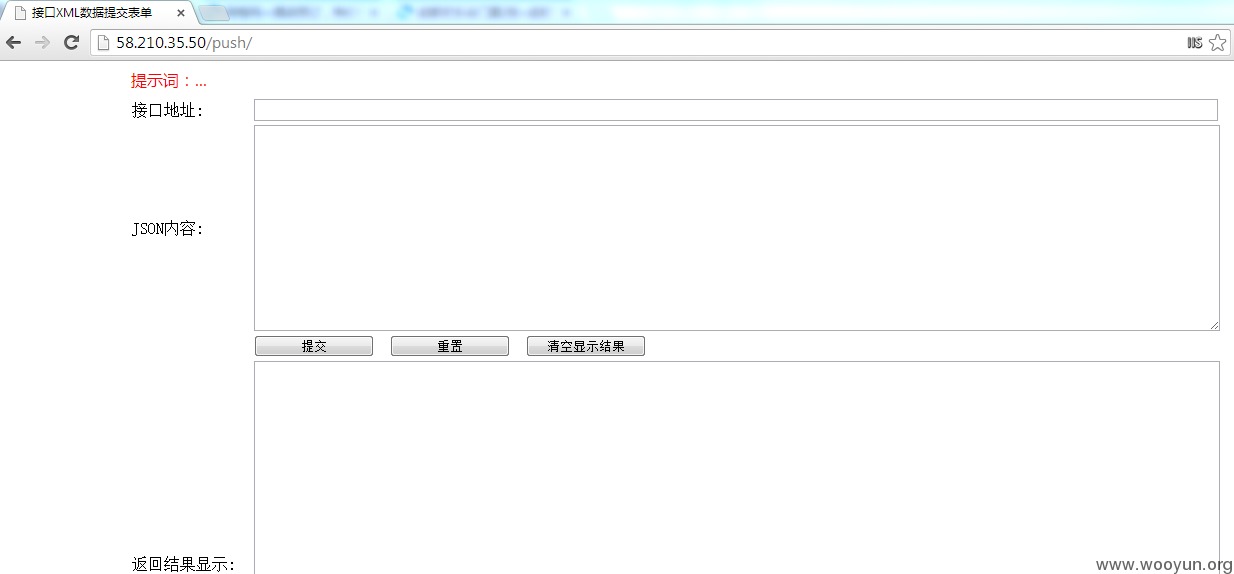 接口XML数据提交表单
58.210.35.50/push/
IIS
提示词：...
接口地址:
JSON内容:
提交 重置 清空显示结果
返回结果显示:
www.wooyun.org